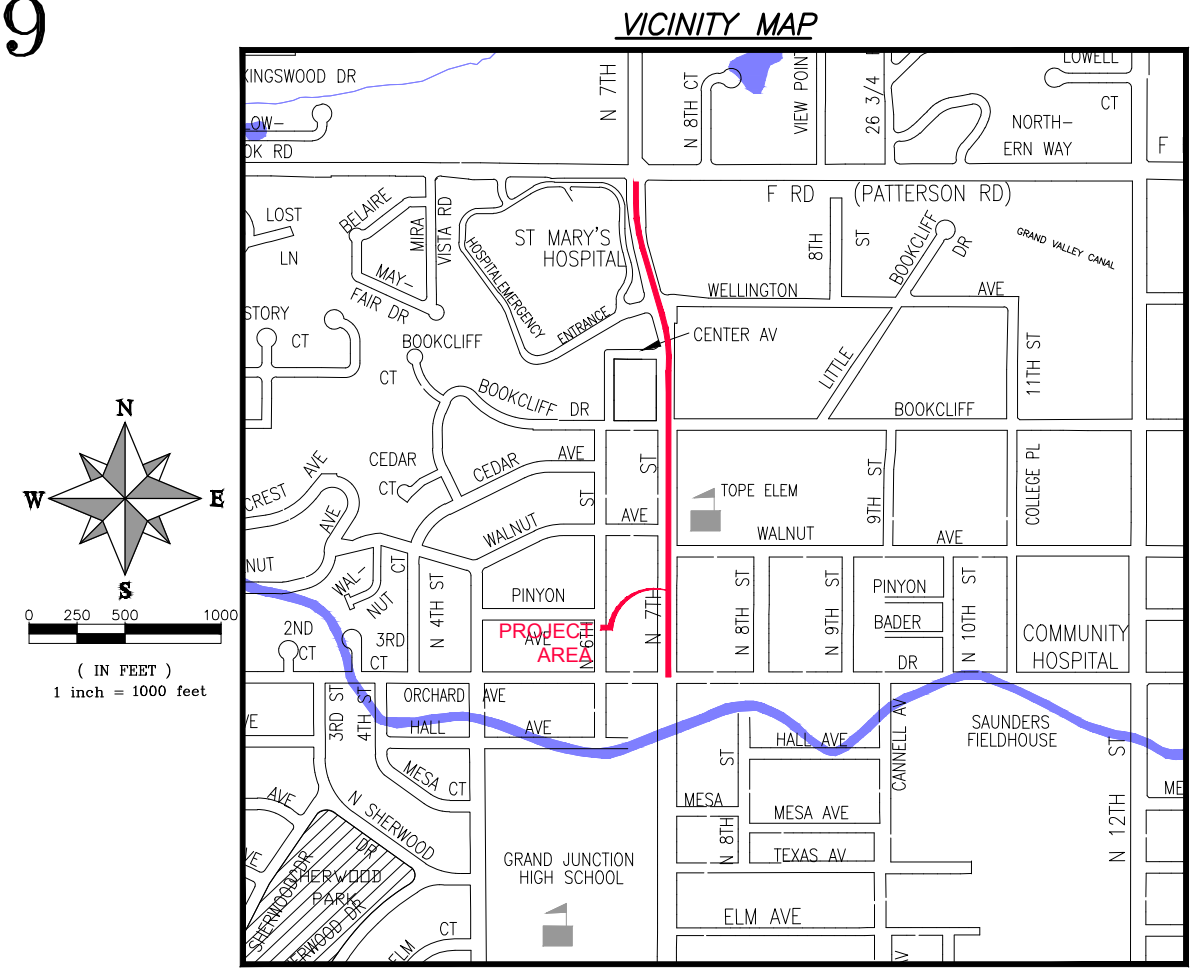 9
VICINITY MAP
KINGSWOOD DR
N 7TH
N 8TH CT
VIEW POINT
26 3/4
LOWELL
CT
LOW-
OK RD
NORTH-
ERN WAY
F
F RD (PATTERSON RD)
LOST
LN
BELAIRE
MIRA
VISTA RD
MAY-
FAIR DR
HOSPITAL
EMERGENCY
ENTRANCE
ST MARY'S
HOSPITAL
8TH
ST
BOOKCLIFF
DR
GRAND VALLEY CANAL
WELLINGTON
AVE
STORY
CT
BOOKCLIFF
CT
CENTER AV
LITTLE
11TH ST
BOOKCLIFF DR
BOOKCLIFF
CEDAR
CT
CEDAR
AVE
ST
ST
TOPE ELEM
9TH ST
COLLEGE PL
N
W
E
S
CREST
AVE
AVE
WALNUT
AVE
WALNUT
AVE
NUT
WAL-
NUT
CT
N 4TH ST
PINYON
AVE
N 6TH
N 7TH
PROJECT
AREA
N 8TH ST
N 9TH ST
PINYON
BADER
DR
N 10TH ST
COMMUNITY
HOSPITAL
0 250 500 1000
( IN FEET )
1 inch = 1000 feet
2ND
CT
3RD
CT
3RD ST
4TH ST
ORCHARD AVE
VE
HALL
AVE
ST
HALL AVE
CANNELL AV
SAUNDERS
FIELDHOUSE
ST
N 12TH
MESA CT
AVE
N SHERWOOD
DR
MESA
MESA AVE
ME
N 8TH
TEXAS AV
VE
SHERWOOD
DR
SHERWOOD
PARK
ERWOOD DR
GRAND JUNCTION
HIGH SCHOOL
ELM AVE
ELM
CT
AV